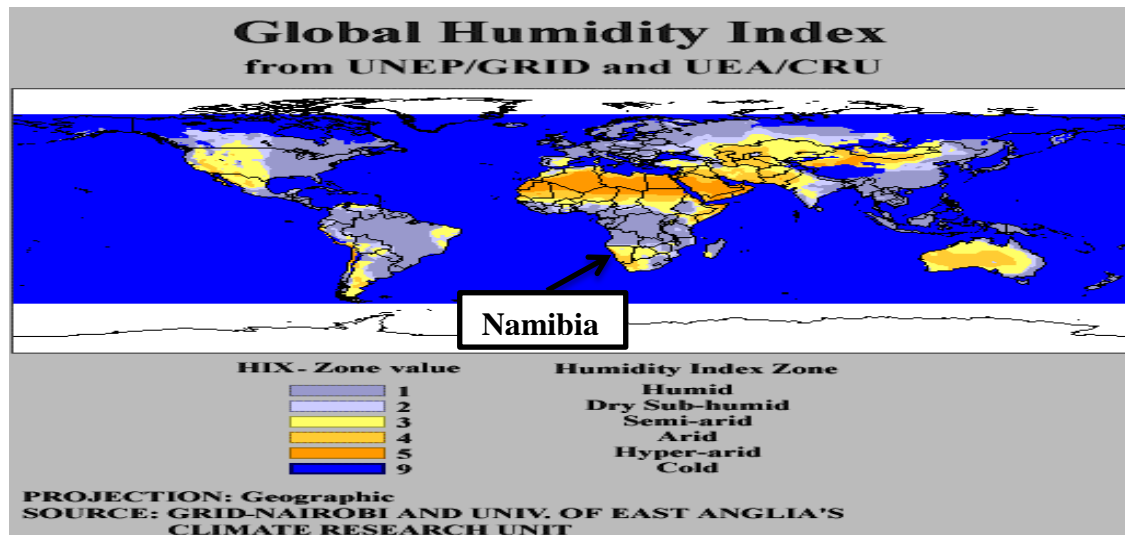 Global Humidity Index
from UNEP/GRID and UEA/CRU
Namibia
HIX- Zone value Humidity Index Zone
1 Humid
2 Dry Sub-humid
3 Semi-arid
4 Arid
5 Hyper-arid
9 Cold
PROJECTION: Geographic
SOURCE: GRID-NAIROBI AND UNIV. OF EAST ANGLIA'S
CLIMATE RESEARCH UNIT